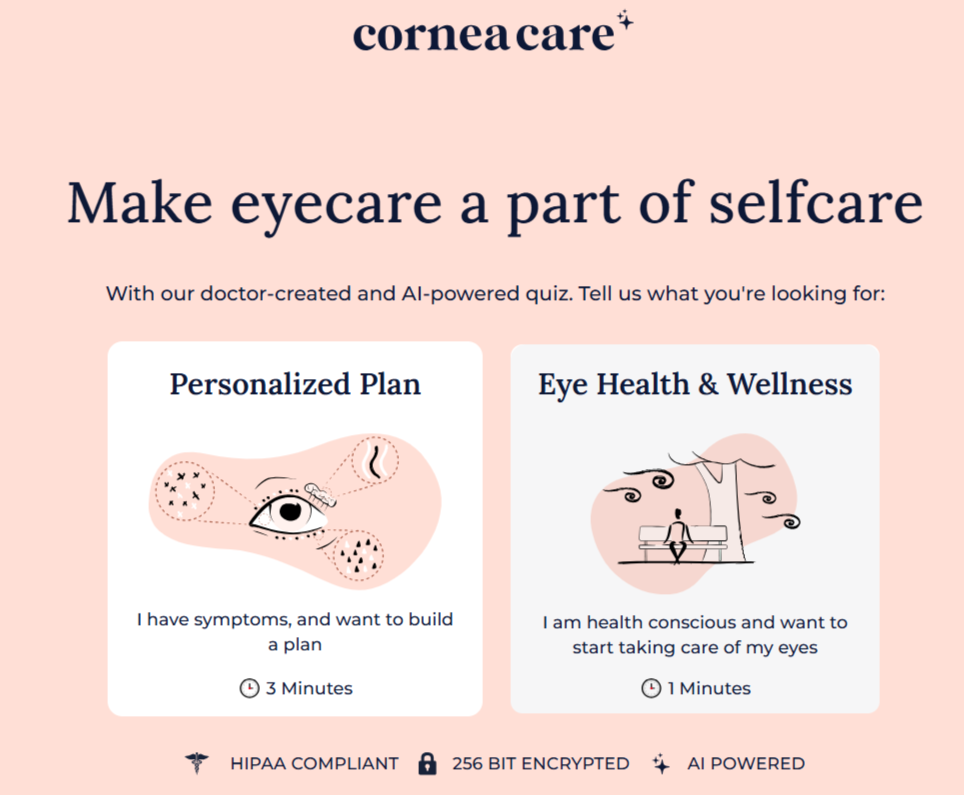 cornea care
Make eyecare a part of selfcare
With our doctor-created and AI-powered quiz. Tell us what you're looking for:
Personalized Plan
I have symptoms, and want to build
a plan
3 Minutes
Eye Health & Wellness
I am health conscious and want to
start taking care of my eyes
1 Minutes
HIPAA COMPLIANT
256 BIT ENCRYPTED
AI POWERED